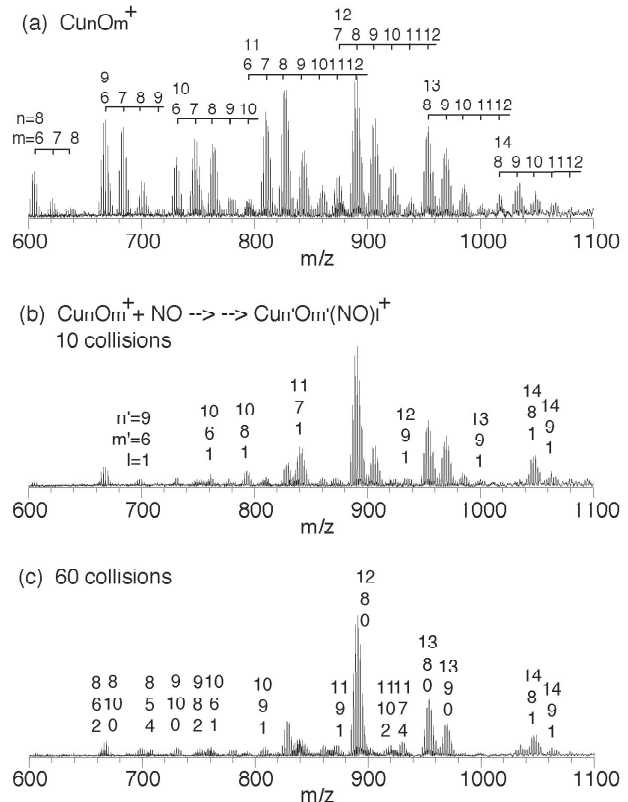 (a) CunOm+
12
7 8 9 10 11 12
11
6 7 8 9 10 11 12
13
8 9 10 11 12
9
6 7 8 9
10
6 7 8 9 10
n=8
m=6 7 8
14
8 9 10 11 12
600 700 800 900 1000 1100
m/z
(b) CunOm+ + NO --> --> Cun'Om'(NO)l+
10 collisions
n'=9 10 10 11 12 13 14 14
m'=6 6 8 7 9 9 8 9
l=1 1 1 1 1 1 1 1
600 700 800 900 1000 1100
m/z
(c) 60 collisions
12
8
0
8 8 8 9 9 10 10 11 11 11 13 13 14 14
6 10 5 10 8 6 9 9 10 7 8 9 8 9
2 0 4 0 2 1 1 1 2 4 0 0 1 1
600 700 800 900 1000 1100
m/z